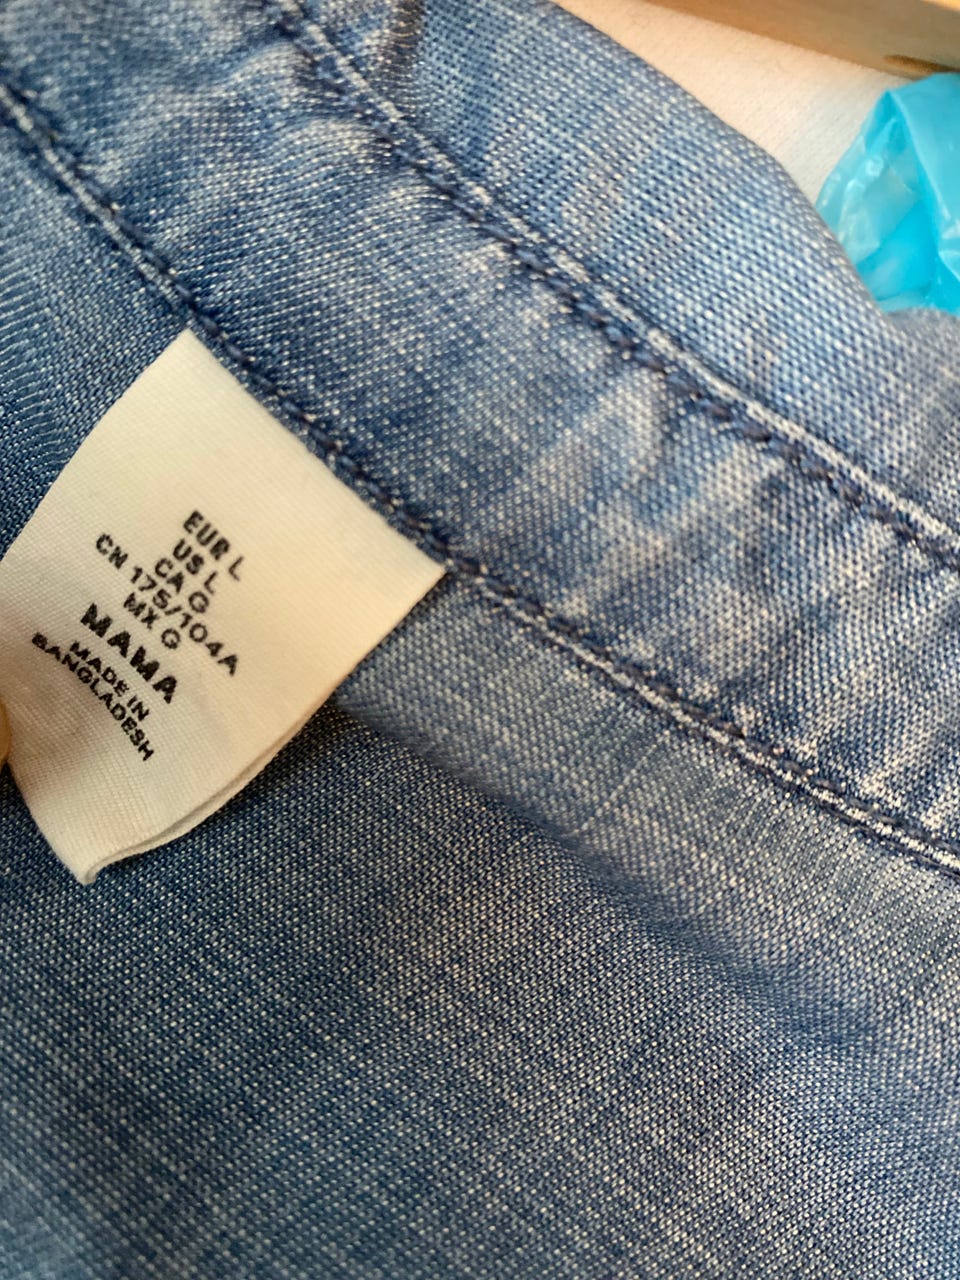 EUR L
US L
CA G
CN 175/104A
MX G
MAMA
MADE IN
BANGLADESH